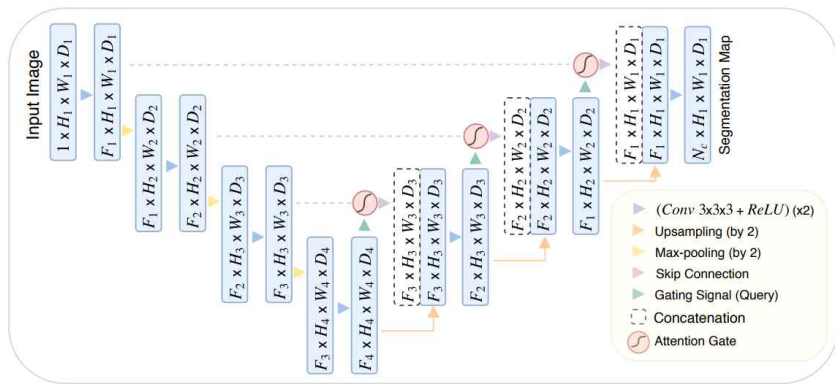 Input Image
1 x H1 x W1 x D1
F1 x H1 x W1 x D1
F1 x H2 x W2 x D2
F2 x H2 x W2 x D2
F2 x H3 x W3 x D3
F3 x H3 x W3 x D3
F3 x H4 x W4 x D4
F4 x H4 x W4 x D4
F3 x H3 x W3 x D3
F3 x H3 x W3 x D3
F2 x H3 x W3 x D3
F2 x H2 x W2 x D2
F2 x H2 x W2 x D2
F1 x H2 x W2 x D2
F1 x H1 x W1 x D1
F1 x H1 x W1 x D1
Nc x H1 x W1 x D1
Segmentation Map
(Conv 3x3x3 + ReLU) (x2)
Upsampling (by 2)
Max-pooling (by 2)
Skip Connection
Gating Signal (Query)
Concatenation
Attention Gate